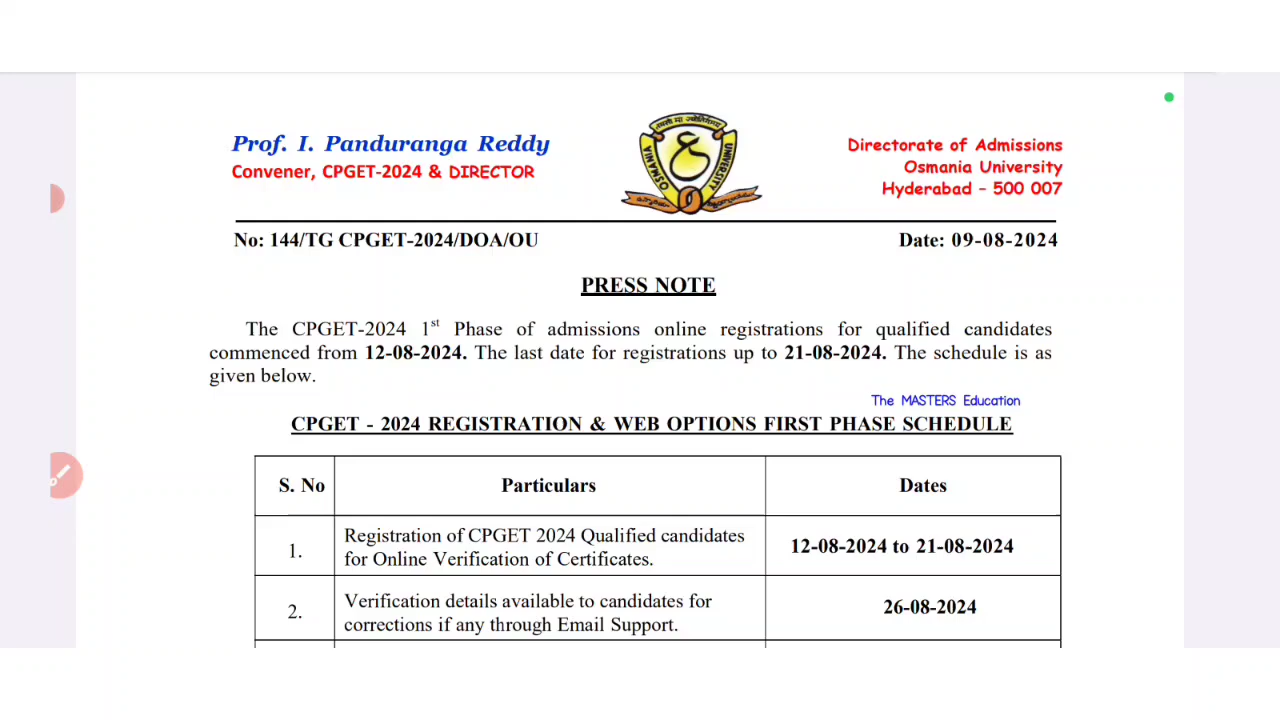 Prof. I. Panduranga Reddy
Convener, CPGET-2024 & DIRECTOR
OSMANIA UNIVERSITY
Directorate of Admissions
Osmania University
Hyderabad - 500 007
No: 144/TG CPGET-2024/DOA/OU Date: 09-08-2024
PRESS NOTE
The CPGET-2024 1st Phase of admissions online registrations for qualified candidates
commenced from 12-08-2024. The last date for registrations up to 21-08-2024. The schedule is as
given below.
The MASTERS Education
CPGET - 2024 REGISTRATION & WEB OPTIONS FIRST PHASE SCHEDULE
S. No Particulars Dates
1. Registration of CPGET 2024 Qualified candidates
for Online Verification of Certificates. 12-08-2024 to 21-08-2024
2. Verification details available to candidates for
corrections if any through Email Support. 26-08-2024